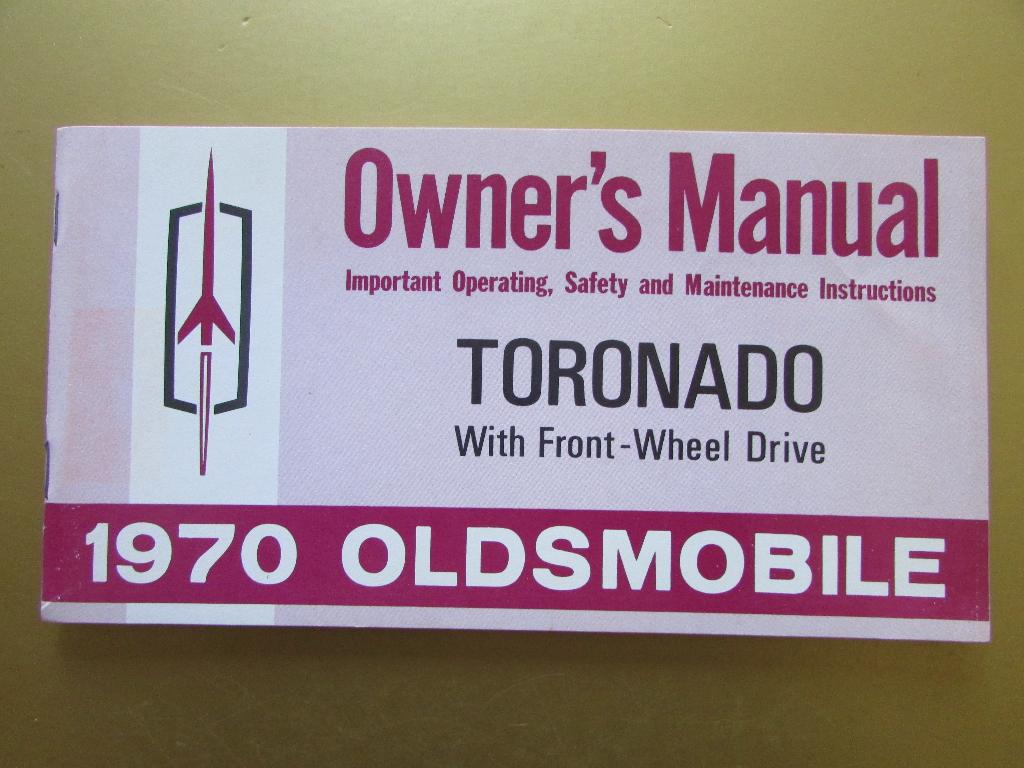 Owner's Manual
Important Operating, Safety and Maintenance Instructions
TORONADO
With Front-Wheel Drive
1970 OLDSMOBILE